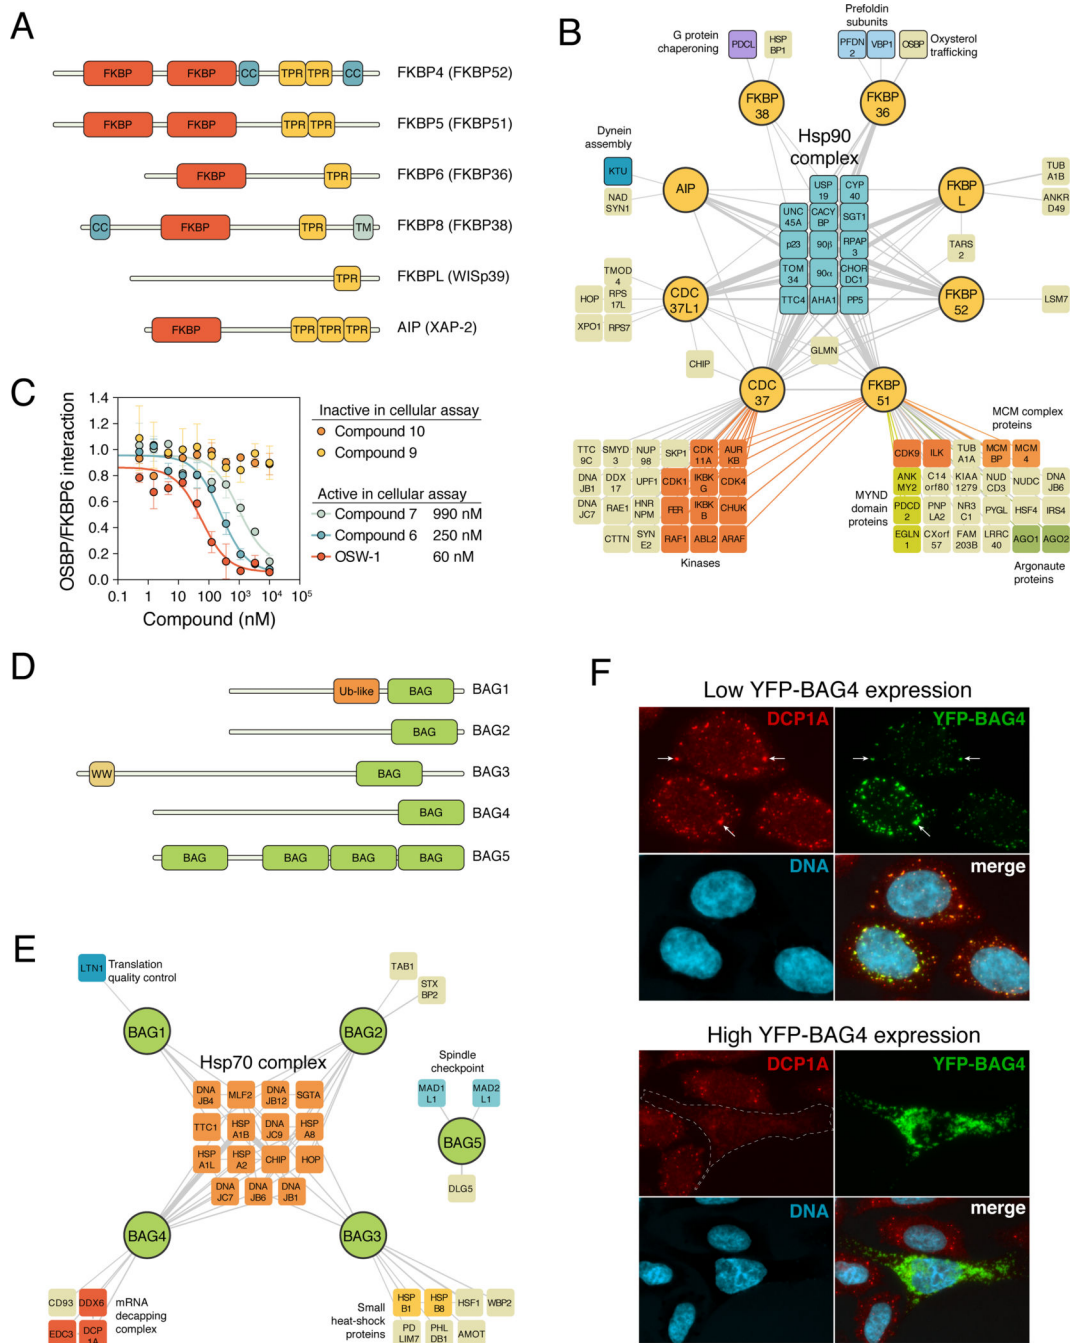 A
FKBP
FKBP
CC
TPR
TPR
CC
FKBP4 (FKBP52)
FKBP
FKBP
TPR
TPR
FKBP5 (FKBP51)
FKBP
TPR
FKBP6 (FKBP36)
CC
FKBP
TPR
TM
FKBP8 (FKBP38)
TPR
FKBPL (WISp39)
FKBP
TPR
TPR
TPR
AIP (XAP-2)
B
G protein
chaperoning
PDCL
HSP
BP1
Prefoldin
subunits
PFDN
2
VBP1
OSBP
Oxysterol
trafficking
FKBP
38
FKBP
36
Dynein
assembly
KTU
NAD
SYN1
AIP
Hsp90
complex
USP
19
CYP
40
UNC
45A
CACY
BP
SGT1
p23
90β
RPAP
3
TOM
34
90α
CHOR
DC1
TTC4
AHA1
PP5
FKBP
L
TUB
A1B
ANKR
D49
TARS
2
TMOD
4
HOP
RPS
17L
XPO1
RPS7
CDC
37L1
FKBP
52
LSM7
CHIP
GLMN
CDC
37
FKBP
51
TTC
9C
SMYD
3
NUP
98
SKP1
CDK
11A
AUR
KB
DNA
JB1
DDX
17
UPF1
CDK1
IKBK
G
CDK4
DNA
JC7
RAE1
HNR
NPM
FER
IKBK
B
CHUK
CTTN
SYN
E2
RAF1
ABL2
ARAF
Kinases
MCM complex
proteins
CDK9
ILK
TUB
A1A
MCM
BP
MCM
4
ANK
MY2
C14
orf80
KIAA
1279
NUD
CD3
NUDC
DNA
JB6
MYND
domain
proteins
PDCD
2
PNP
LA2
NR3
C1
PYGL
HSF4
IRS4
EGLN
1
CXorf
57
FAM
203B
LRRC
40
AGO1
AGO2
Argonaute
proteins
C
OSBP/FKBP6 interaction
1.4
1.2
1.0
0.8
0.6
0.4
0.2
0.0
0.1
1
10
100
1000
10⁴
10⁵
Compound (nM)
Inactive in cellular assay
Compound 10
Compound 9
Active in cellular assay
Compound 7 990 nM
Compound 6 250 nM
OSW-1 60 nM
D
Ub-like
BAG
BAG1
BAG
BAG2
WW
BAG
BAG3
BAG
BAG4
BAG
BAG
BAG
BAG
BAG5
E
LTN1
Translation
quality control
TAB1
STX
BP2
BAG1
BAG2
Hsp70 complex
DNA
JB4
MLF2
DNA
JB12
SGTA
TTC1
HSP
A1B
DNA
JC9
HSP
A8
HSP
A1L
HSP
A2
CHIP
HOP
DNA
JC7
DNA
JB6
DNA
JB1
Spindle
checkpoint
MAD1
L1
MAD2
L1
BAG5
DLG5
BAG4
BAG3
CD93
DDX6
EDC3
DCP
1A
mRNA
decapping
complex
Small
heat-shock
proteins
HSP
B1
HSP
B8
HSF1
WBP2
PD
LIM7
PHL
DB1
AMOT
F
Low YFP-BAG4 expression
DCP1A
YFP-BAG4
DNA
merge
High YFP-BAG4 expression
DCP1A
YFP-BAG4
DNA
merge